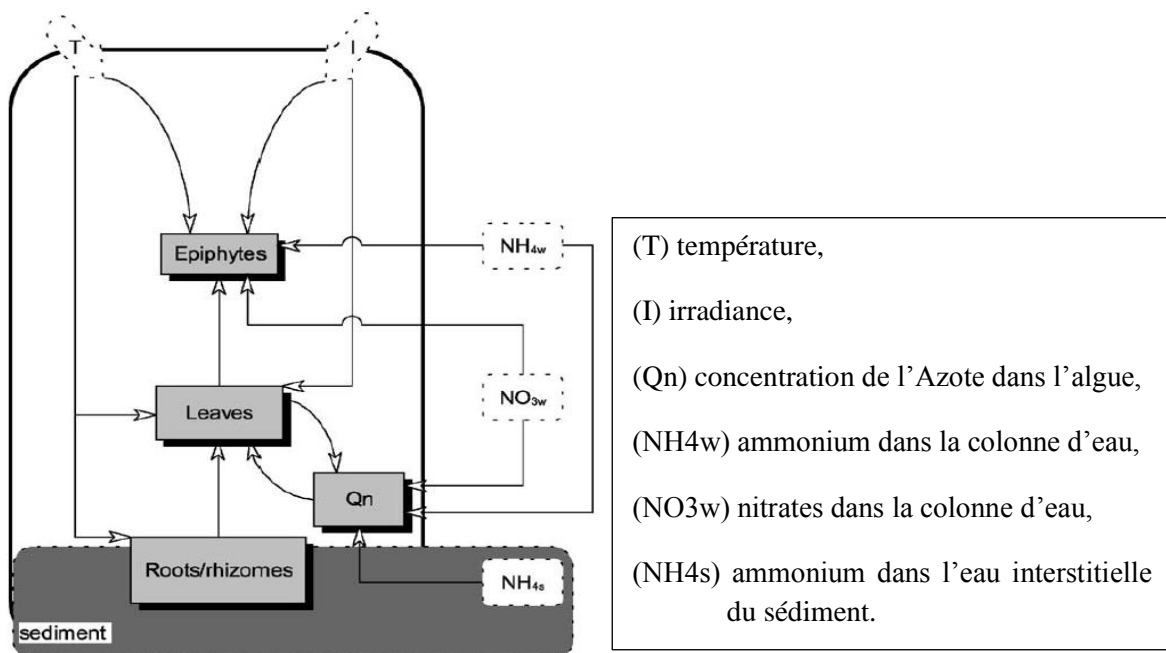 T
I
Epiphytes
NH4w
Leaves
NO3w
Qn
Roots/rhizomes
NH4s
sediment
(T) température,
(I) irradiance,
(Qn) concentration de l’Azote dans l’algue,
(NH4w) ammonium dans la colonne d’eau,
(NO3w) nitrates dans la colonne d’eau,
(NH4s) ammonium dans l’eau interstitielle
du sédiment.